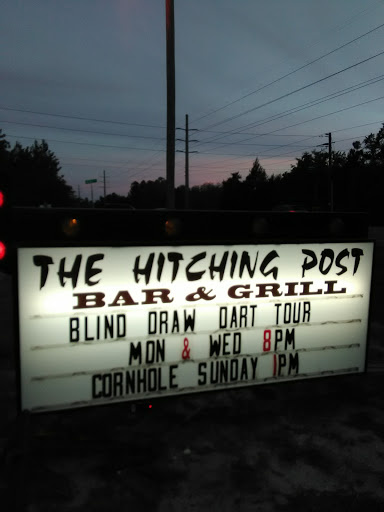 THE HITCHING POST
BAR & GRILL
BLIND DRAW DART TOUR
MON & WED 8PM
CORNHOLE SUNDAY 1PM